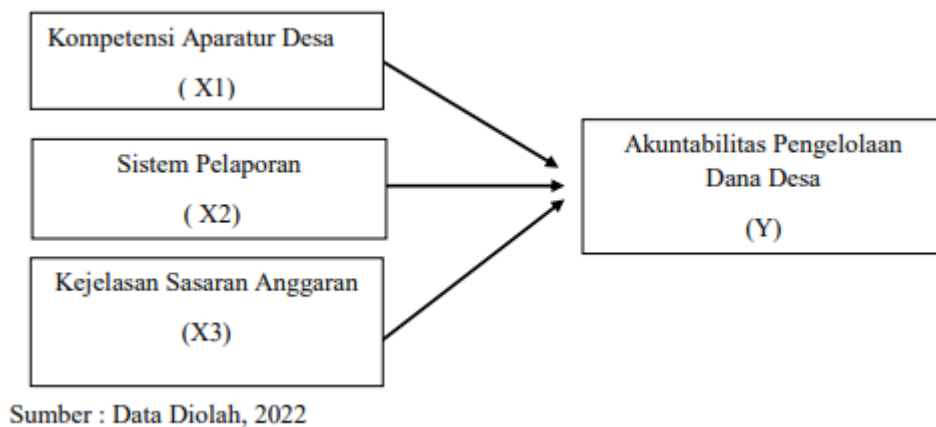 Kompetensi Aparatur Desa
( X1)
Sistem Pelaporan
( X2)
Kejelasan Sasaran Anggaran
(X3)
Akuntabilitas Pengelolaan
Dana Desa
(Y)
Sumber : Data Diolah, 2022